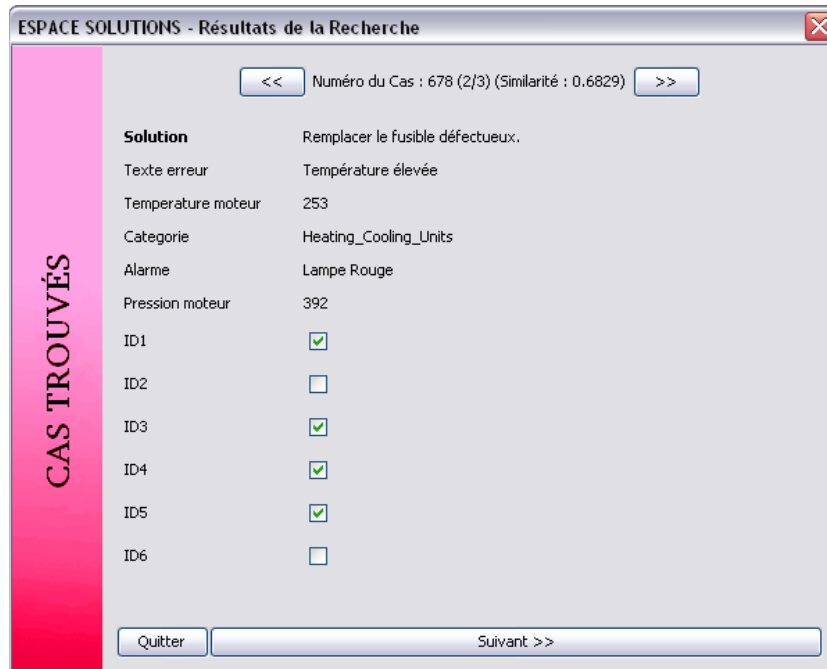 ESPACE SOLUTIONS - Résultats de la Recherche
<< Numéro du Cas : 678 (2/3) (Similarité : 0.6829) >>
CAS TROUVÉS
Solution Remplacer le fusible défectueux.
Texte erreur Température élevée
Temperature moteur 253
Categorie Heating_Cooling_Units
Alarme Lampe Rouge
Pression moteur 392
ID1
ID2
ID3
ID4
ID5
ID6
Quitter Suivant >>